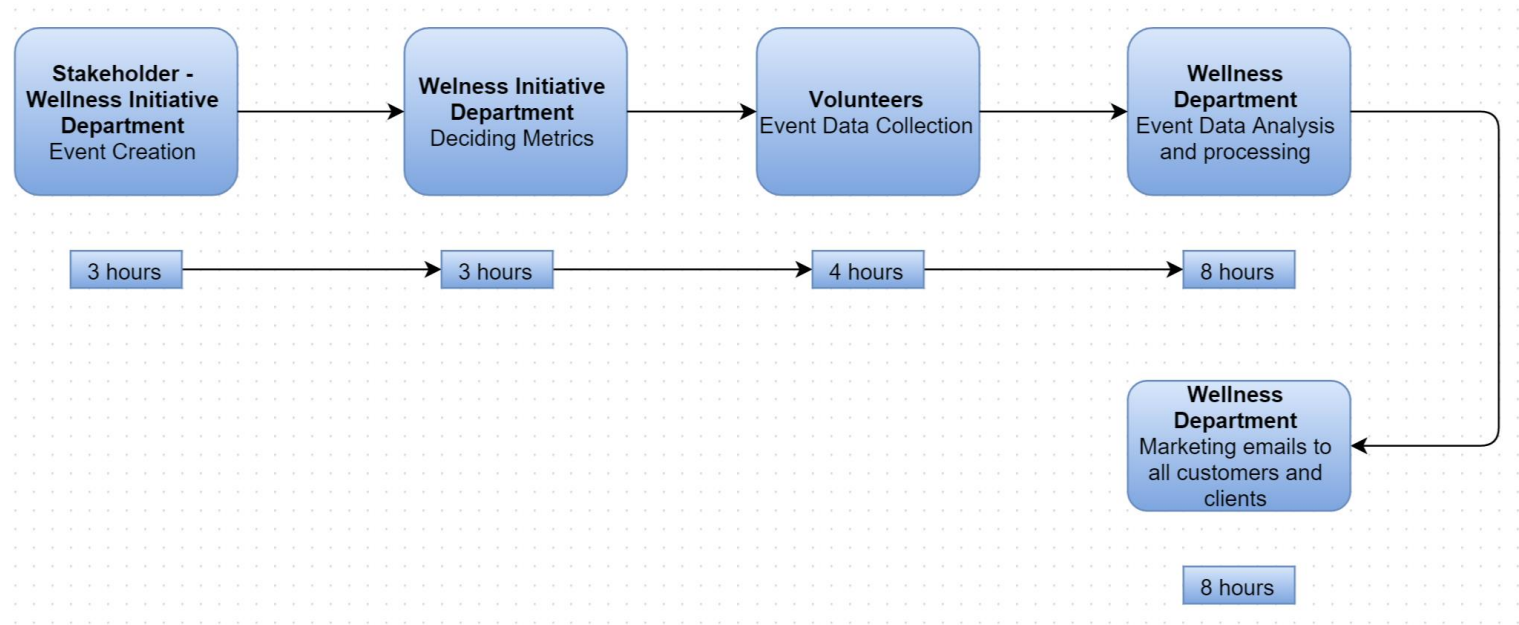 Stakeholder -
Wellness Initiative
Department
Event Creation
Welness Initiative
Department
Deciding Metrics
Volunteers
Event Data Collection
Wellness
Department
Event Data Analysis
and processing
3 hours
3 hours
4 hours
8 hours
Wellness
Department
Marketing emails to
all customers and
clients
8 hours